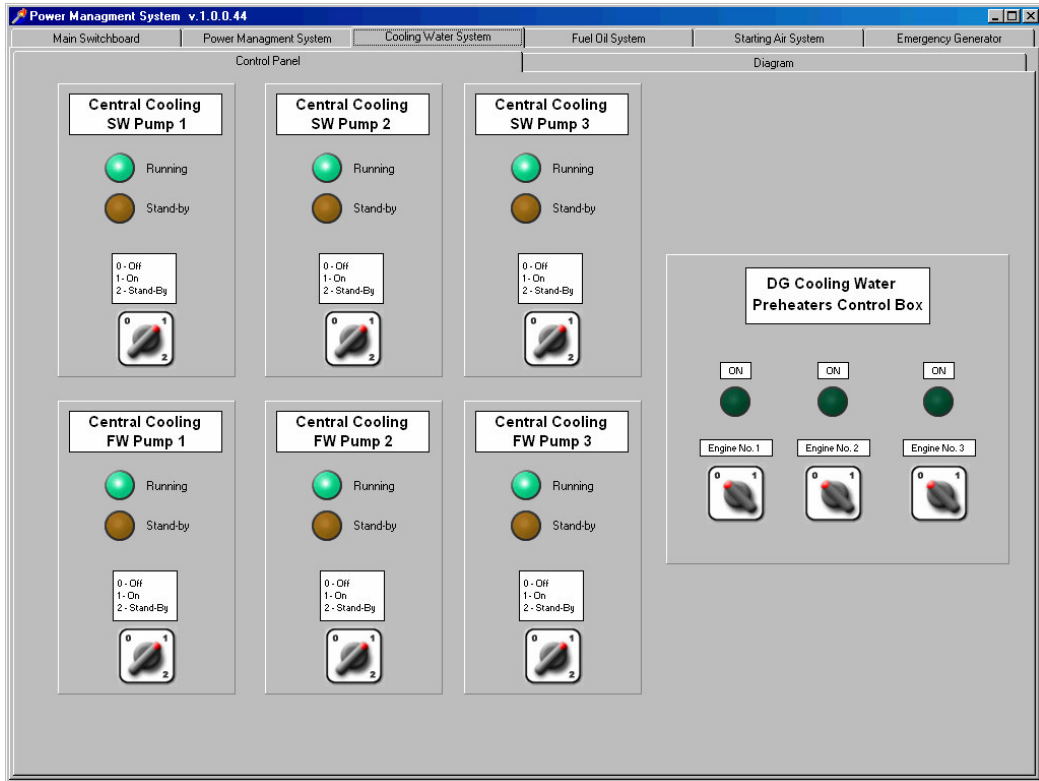 Power Managment System v.1.0.0.44
Main Switchboard
Power Managment System
Cooling Water System
Fuel Oil System
Starting Air System
Emergency Generator
Control Panel
Diagram
Central Cooling
SW Pump 1
Running
Stand-by
0 - Off
1 - On
2 - Stand-By
0 1
2
Central Cooling
SW Pump 2
Running
Stand-by
0 - Off
1 - On
2 - Stand-By
0 1
2
Central Cooling
SW Pump 3
Running
Stand-by
0 - Off
1 - On
2 - Stand-By
0 1
2
Central Cooling
FW Pump 1
Running
Stand-by
0 - Off
1 - On
2 - Stand-By
0 1
2
Central Cooling
FW Pump 2
Running
Stand-by
0 - Off
1 - On
2 - Stand-By
0 1
2
Central Cooling
FW Pump 3
Running
Stand-by
0 - Off
1 - On
2 - Stand-By
0 1
2
DG Cooling Water
Preheaters Control Box
ON
ON
ON
Engine No. 1
Engine No. 2
Engine No. 3
0 1
0 1
0 1